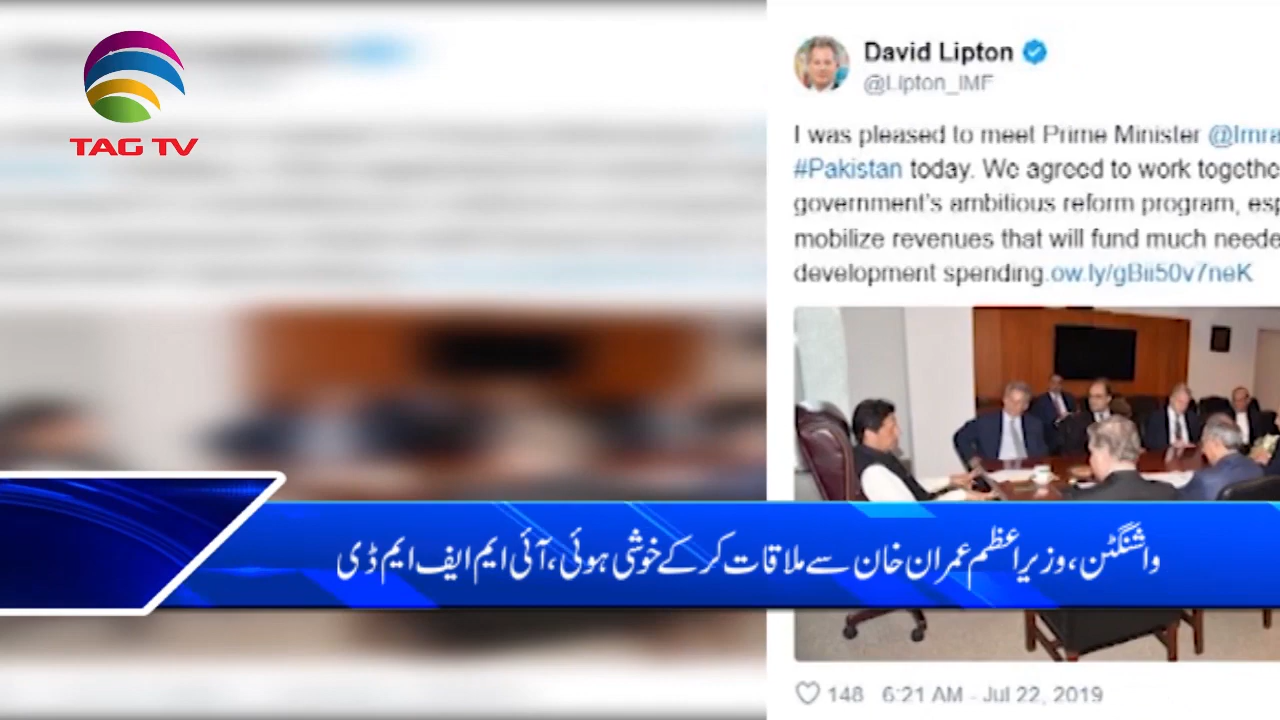 TAG TV
David Lipton
@Lipton_IMF
I was pleased to meet Prime Minister @Imra
#Pakistan today. We agreed to work togethe
government's ambitious reform program, esp
mobilize revenues that will fund much neede
development spending.ow.ly/gBii50v7neK
واشنگٹن، وزیراعظم عمران خان سے ملاقات کر کے خوشی ہوئی، آئی ایم ایف ایم ڈی
148 6:21 AM - Jul 22, 2019